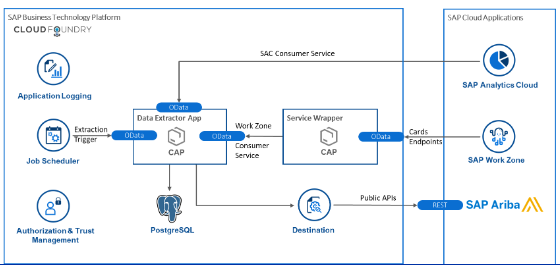 SAP Business Technology Platform
CLOUD FOUNDRY
SAP Cloud Applications
SAC Consumer Service
Application Logging
SAP Analytics Cloud
OData
Data Extractor App
Service Wrapper
Extraction
Trigger
OData
CAP
OData
Work Zone
Consumer
Service
CAP
OData
Cards
Endpoints
Job Scheduler
SAP Work Zone
Public APIs
REST
SAP Ariba
Authorization & Trust
Management
PostgreSQL
Destination